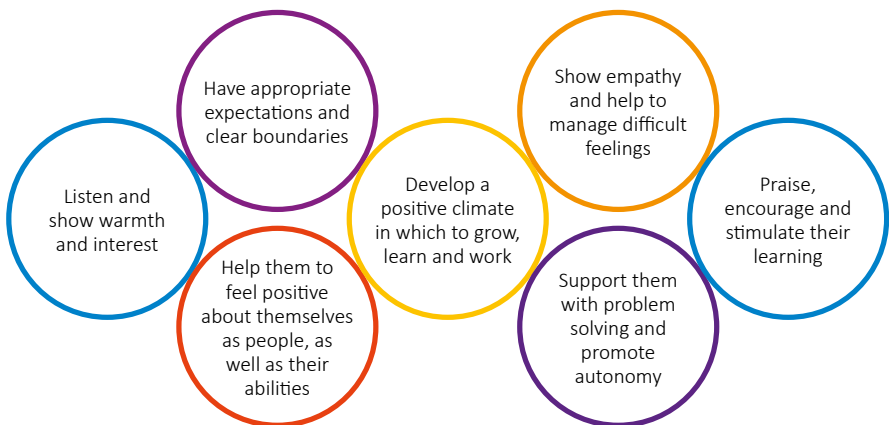 Listen and
show warmth
and interest
Have appropriate
expectations and
clear boundaries
Help them to
feel positive
about themselves
as people, as
well as their
abilities
Develop a
positive climate
in which to grow,
learn and work
Show empathy
and help to
manage difficult
feelings
Support them
with problem
solving and
promote
autonomy
Praise,
encourage and
stimulate their
learning